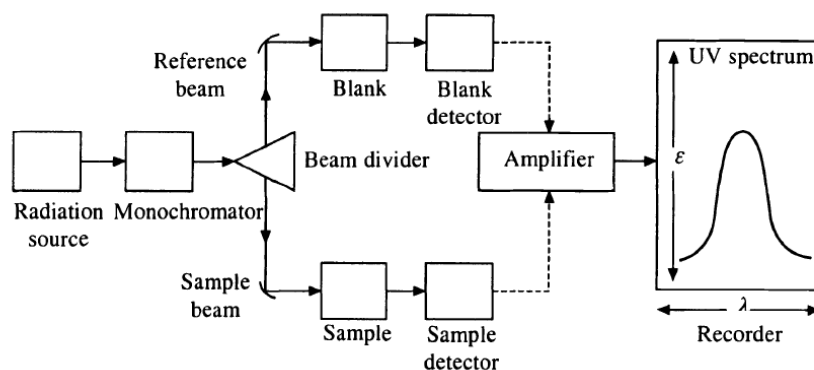 Reference
beam
Blank
Blank
detector
UV spectrum
ε
Radiation
source
Monochromator
Beam divider
Amplifier
Sample
beam
Sample
Sample
detector
λ
Recorder